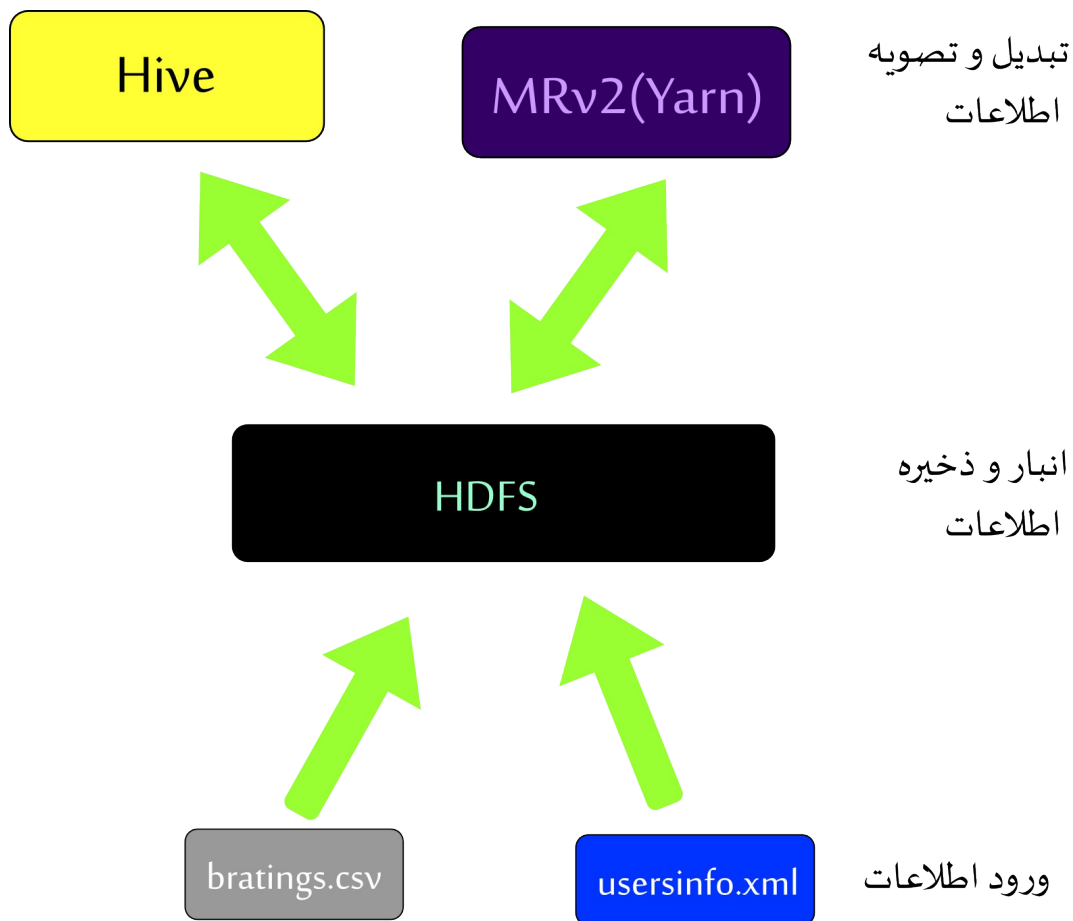 Hive
MRv2(Yarn)
تبدیل و تصویه
اطلاعات
HDFS
انبار و ذخیره
اطلاعات
bratings.csv
usersinfo.xml
ورود اطلاعات